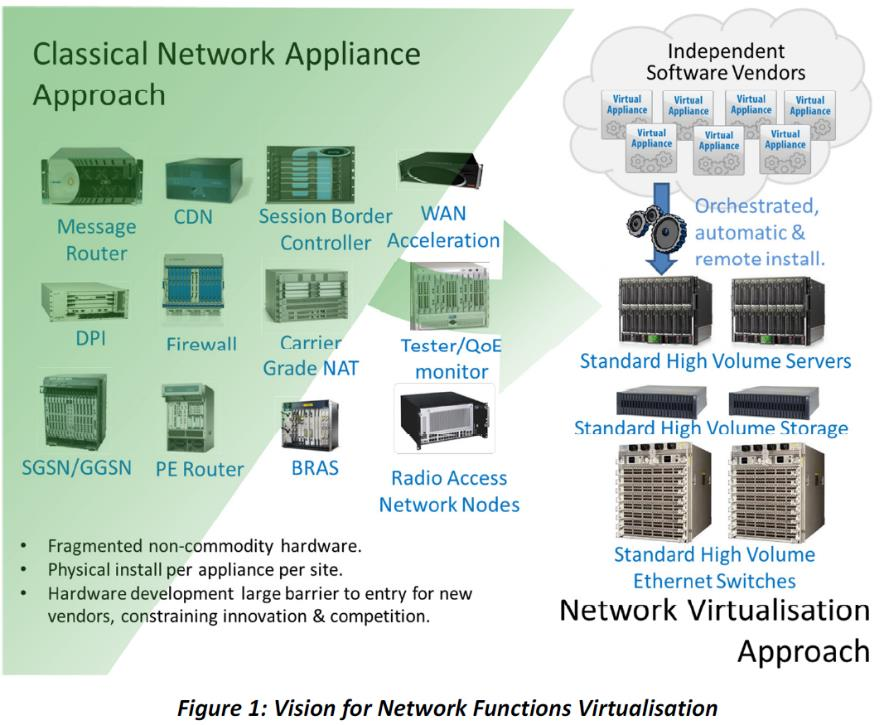 Classical Network Appliance
Approach
Message
Router
CDN
Session Border
Controller
WAN
Acceleration
DPI
Firewall
Carrier
Grade NAT
Tester/QoE
monitor
SGSN/GGSN
PE Router
BRAS
Radio Access
Network Nodes
• Fragmented non-commodity hardware.
• Physical install per appliance per site.
• Hardware development large barrier to entry for new
vendors, constraining innovation & competition.
Independent
Software Vendors
Virtual
Appliance
Virtual
Appliance
Virtual
Appliance
Virtual
Appliance
Virtual
Appliance
Virtual
Appliance
Virtual
Appliance
Orchestrated,
automatic &
remote install.
Standard High Volume Servers
Standard High Volume Storage
Standard High Volume
Ethernet Switches
Network Virtualisation
Approach
Figure 1: Vision for Network Functions Virtualisation